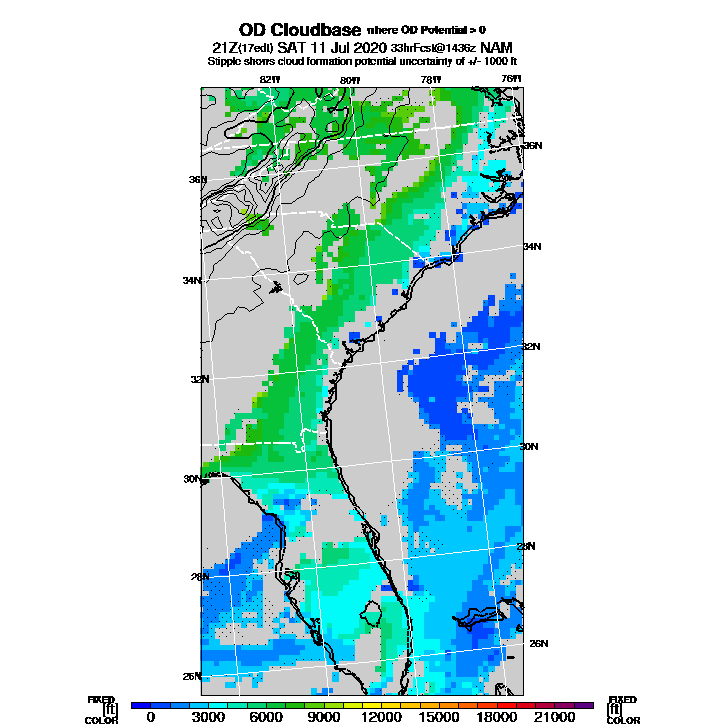 OD Cloudbase where OD Potential > 0
21Z(17edt) SAT 11 Jul 2020 33hrFcst@1436z NAM
Stipple shows cloud formation potential uncertainty of +/- 1000 ft
82W 80W 78W 76W
36N 36N
34N 34N
32N 32N
30N 30N
28N 28N
26N 26N
FIXED FIXED
[ft] 0 3000 6000 9000 12000 15000 18000 21000 [ft]
COLOR COLOR